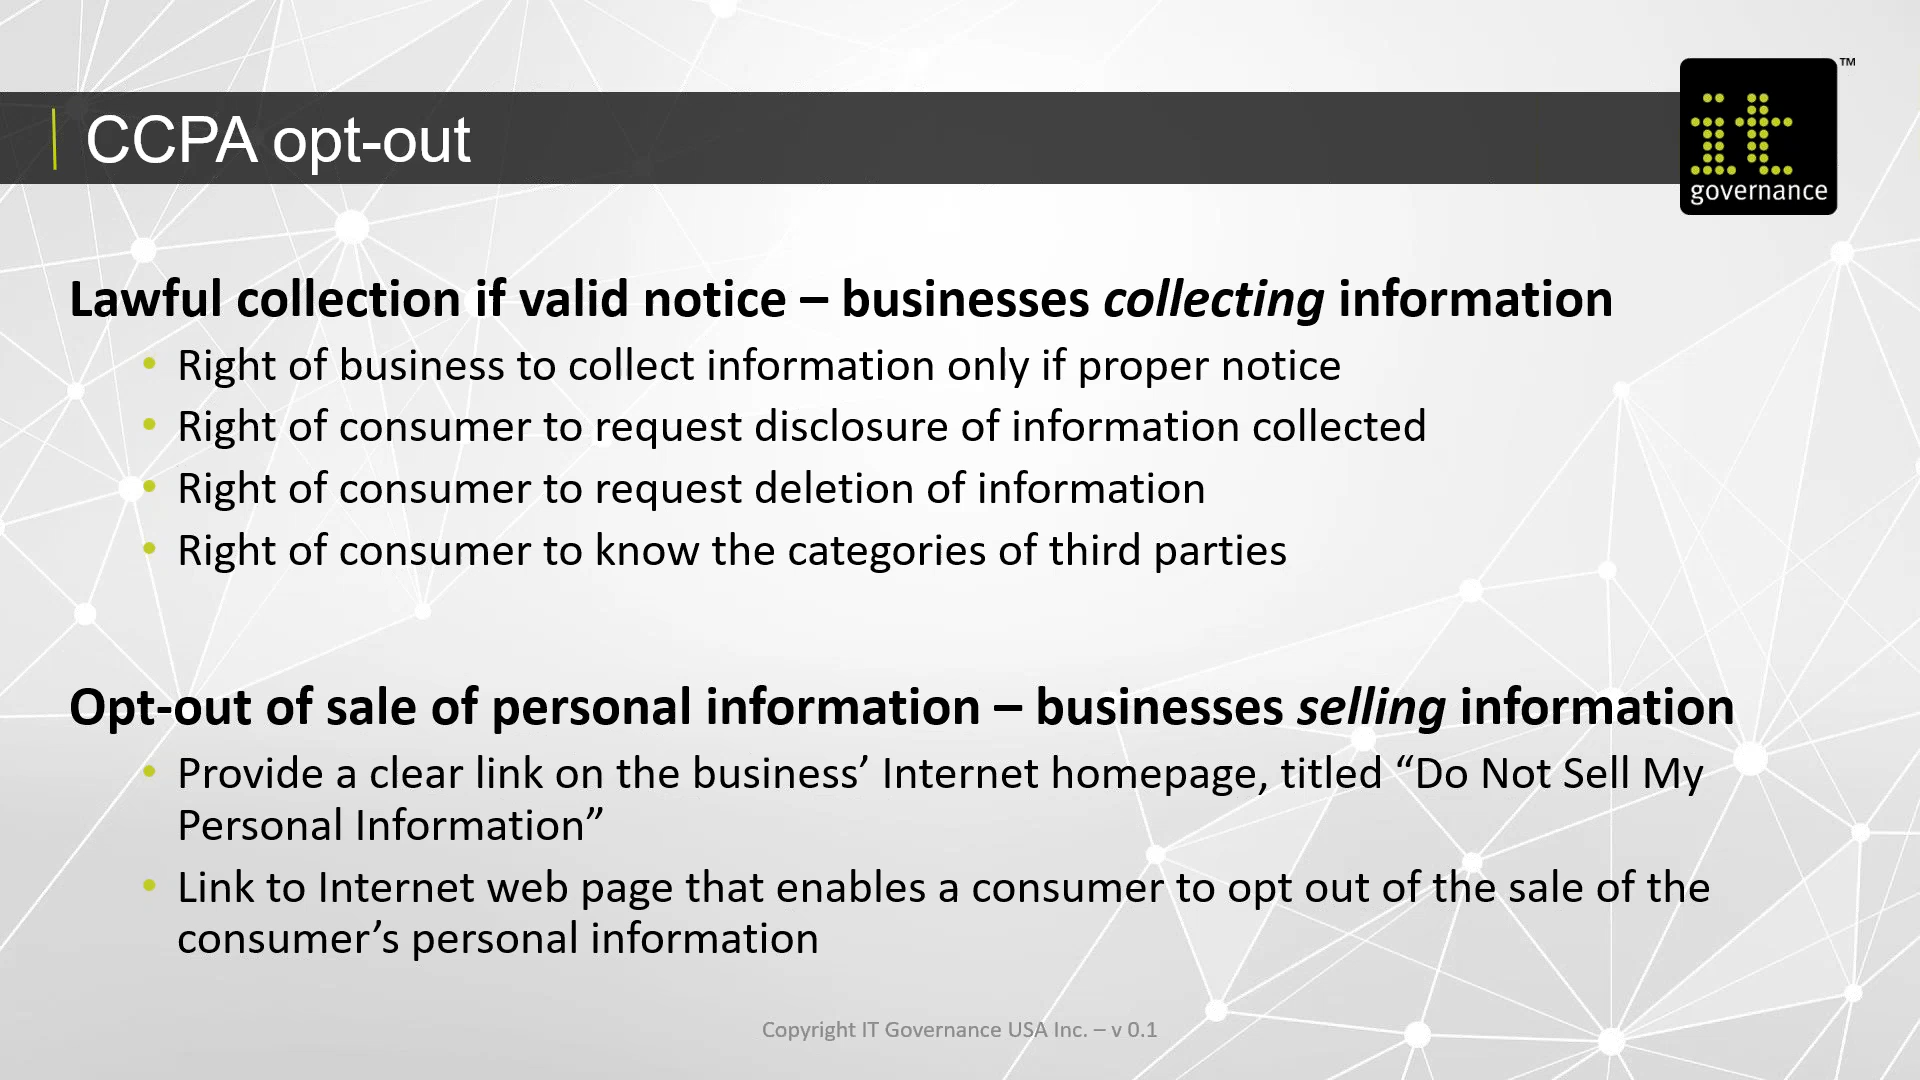 CCPA opt-out
it
governance
™
Lawful collection if valid notice – businesses collecting information
• Right of business to collect information only if proper notice
• Right of consumer to request disclosure of information collected
• Right of consumer to request deletion of information
• Right of consumer to know the categories of third parties
Opt-out of sale of personal information – businesses selling information
• Provide a clear link on the business’ Internet homepage, titled “Do Not Sell My
Personal Information”
• Link to Internet web page that enables a consumer to opt out of the sale of the
consumer’s personal information
Copyright IT Governance USA Inc. – v 0.1